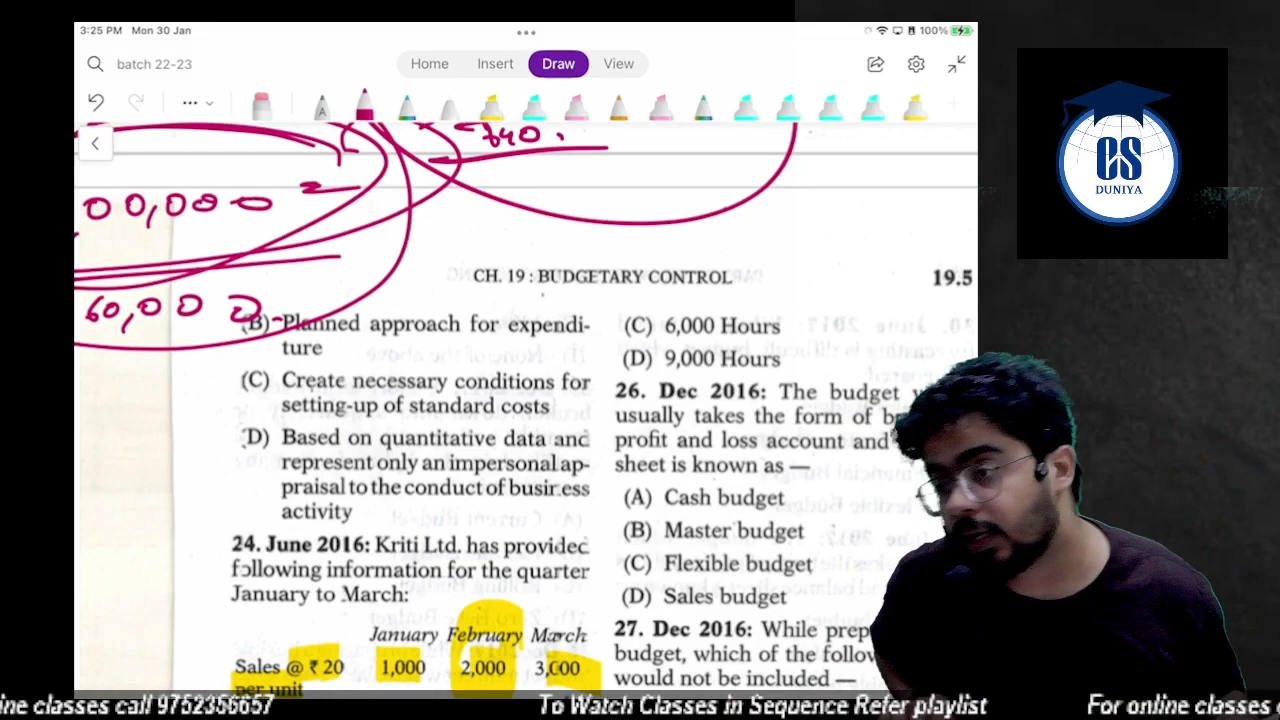 3:25 PM Mon 30 Jan
100%
batch 22-23
Home Insert Draw View
A
740.
00,000
60,000
CH. 19 : BUDGETARY CONTROL 19.5
(B) Planned approach for expendi-
ture
(C) Create necessary conditions for
setting-up of standard costs
(D) Based on quantitative data and
represent only an impersonal ap-
praisal to the conduct of business
activity
24. June 2016: Kriti Ltd. has provided
following information for the quarter
January to March:
January February March
Sales @ ₹ 20 1,000 2,000 3,000
per unit
(C) 6,000 Hours
(D) 9,000 Hours
26. Dec 2016: The budget
usually takes the form of
profit and loss account and
sheet is known as —
(A) Cash budget
(B) Master budget
(C) Flexible budget
(D) Sales budget
27. Dec 2016: While
budget, which of the
would not be included —
CS
DUNIYA
ine classes call 9752356657 To Watch Classes in Sequence Refer playlist For online classes